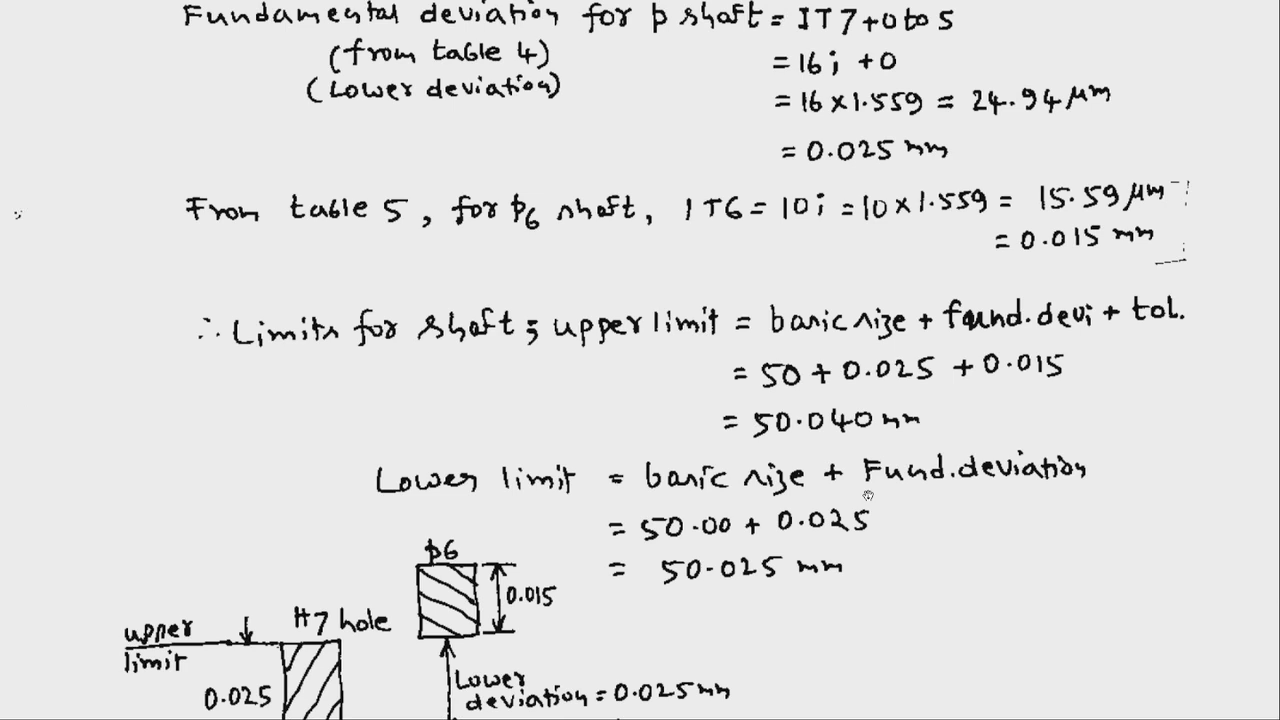 Fundamental deviation for p shaft = IT7 + 0 to 5
(from table 4)
= 16i + 0
(Lower deviation)
= 16 × 1.559 = 24.94 μm
= 0.025 mm
From table 5, for p6 shaft, IT6 = 10i = 10 × 1.559 = 15.59 μm
= 0.015 mm
∴ Limits for shaft; upper limit = basic size + fund. devi + tol.
= 50 + 0.025 + 0.015
= 50.040 mm
Lower limit = basic size + Fund. deviation
= 50.00 + 0.025
= 50.025 mm
p6
0.015
H7 hole
upper
limit
0.025
Lower
deviation = 0.025 mm